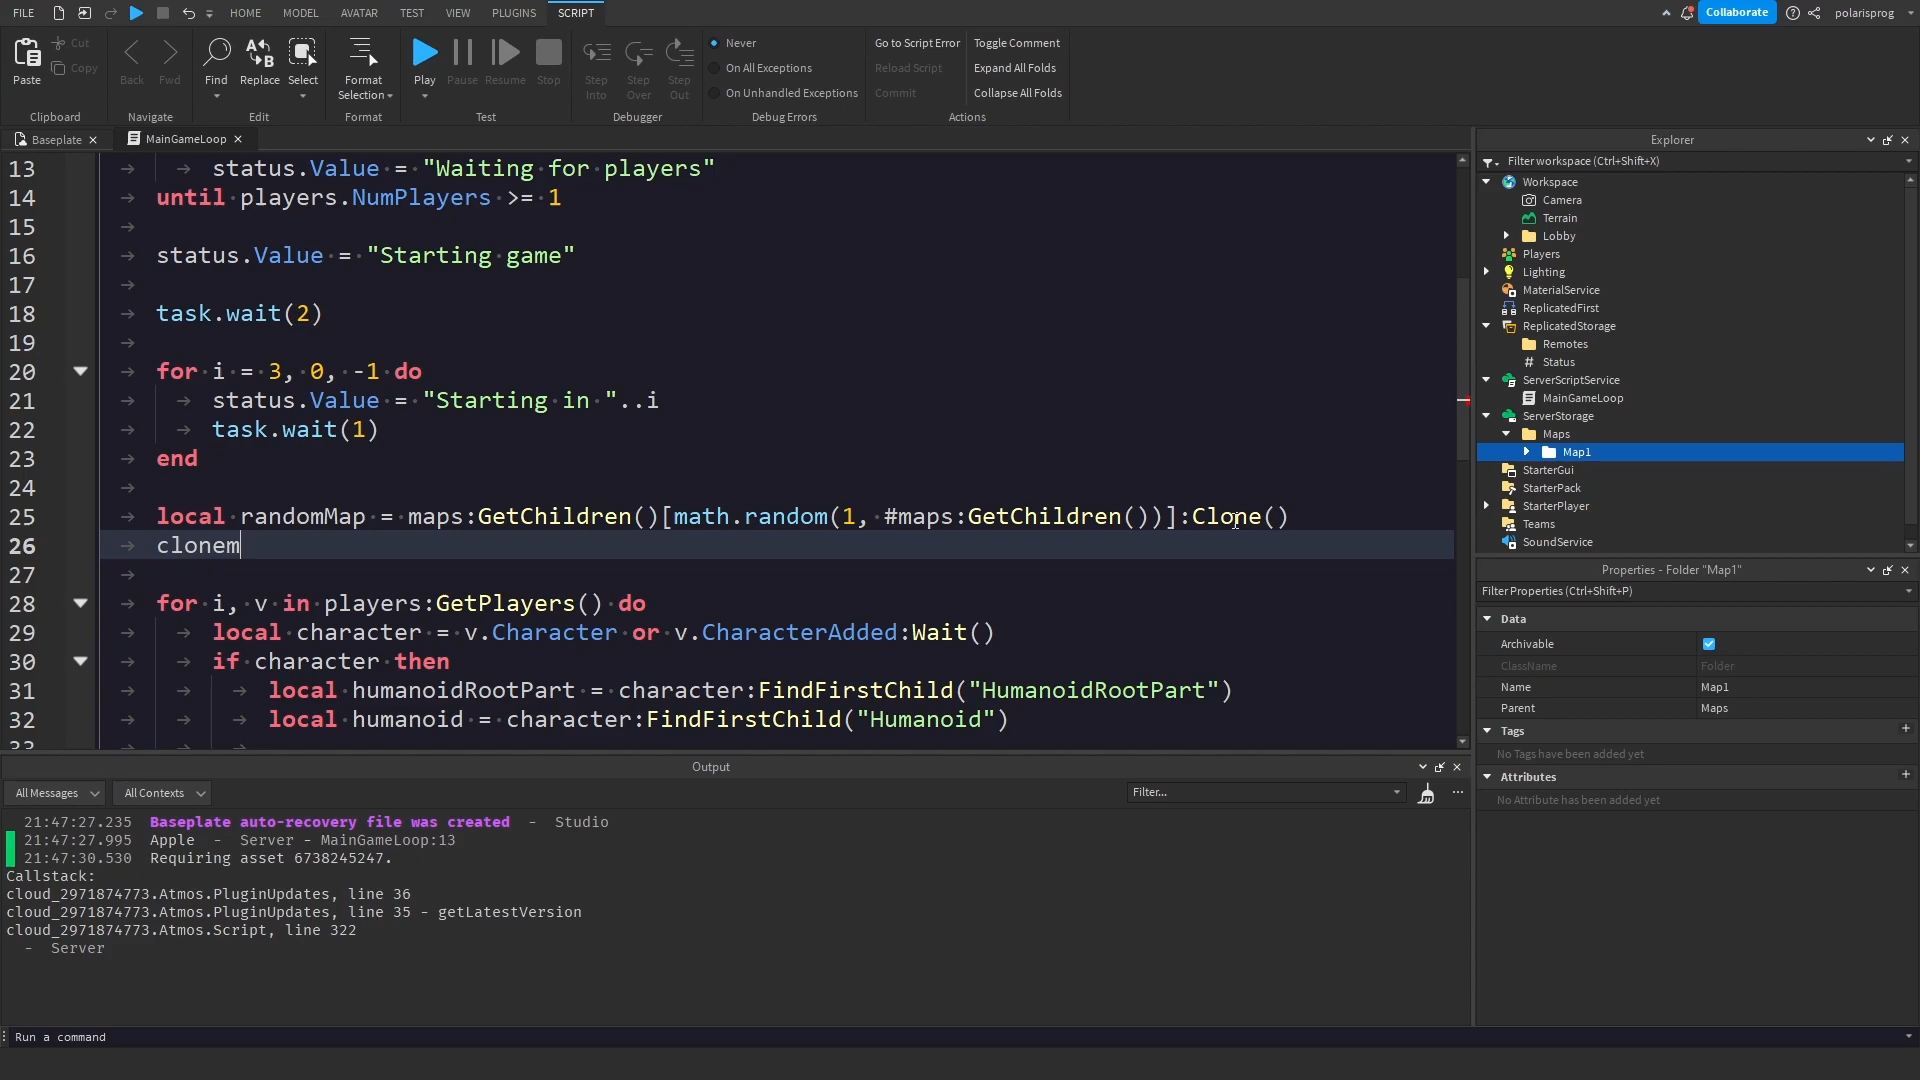 FILE HOME MODEL AVATAR TEST VIEW PLUGINS SCRIPT Collaborate polarisprog
Paste Cut Copy
Back Fwd
Find Replace Select
Format Selection
Play Pause Resume Stop
Step Into Step Over Step Out
Never
On All Exceptions
On Unhandled Exceptions
Go to Script Error
Reload Script
Commit
Toggle Comment
Expand All Folds
Collapse All Folds
Clipboard Navigate Edit Format Test Debugger Debug Errors Actions
Baseplate MainGameLoop
13 status.Value = "Waiting for players"
14 until players.NumPlayers >= 1
15
16 status.Value = "Starting game"
17
18 task.wait(2)
19
20 for i = 3, 0, -1 do
21 status.Value = "Starting in "..i
22 task.wait(1)
23 end
24
25 local randomMap = maps:GetChildren()[math.random(1, #maps:GetChildren())]:Clone()
26 clonem
27
28 for i, v in players:GetPlayers() do
29 local character = v.Character or v.CharacterAdded:Wait()
30 if character then
31 local humanoidRootPart = character:FindFirstChild("HumanoidRootPart")
32 local humanoid = character:FindFirstChild("Humanoid")
33
Output
All Messages All Contexts Filter...
21:47:27.235 Baseplate auto-recovery file was created - Studio
21:47:27.995 Apple - Server - MainGameLoop:13
21:47:30.530 Requiring asset 6738245247.
Callstack:
cloud_2971874773.Atmos.PluginUpdates, line 36
cloud_2971874773.Atmos.PluginUpdates, line 35 - getLatestVersion
cloud_2971874773.Atmos.Script, line 322
- Server
Run a command
Explorer
Filter workspace (Ctrl+Shift+X)
Workspace
Camera
Terrain
Lobby
Players
Lighting
MaterialService
ReplicatedFirst
ReplicatedStorage
Remotes
# Status
ServerScriptService
MainGameLoop
ServerStorage
Maps
Map1
StarterGui
StarterPack
StarterPlayer
Teams
SoundService
Properties - Folder "Map1"
Filter Properties (Ctrl+Shift+P)
Data
Archivable
ClassName Folder
Name Map1
Parent Maps
Tags
No Tags have been added yet
Attributes
No Attribute has been added yet